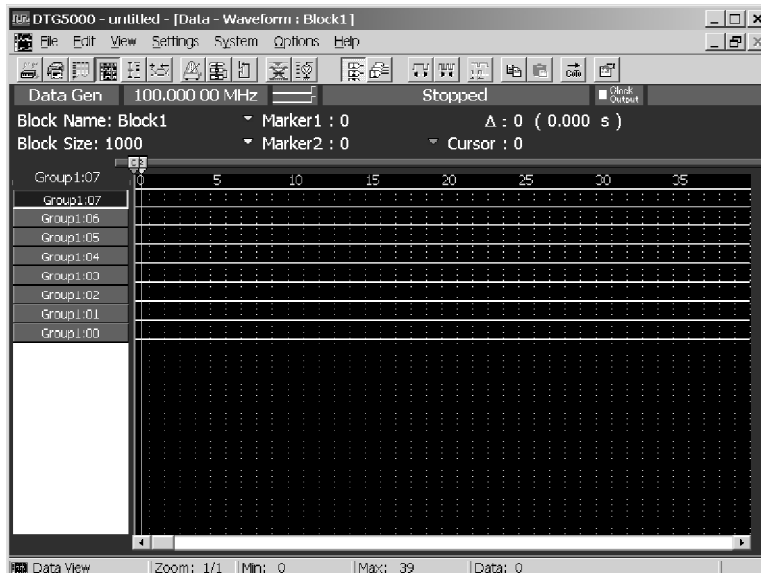 DTG5000 - untitled - [Data - Waveform : Block1]
File Edit View Settings System Options Help
Data Gen 100.000 00 MHz Stopped Clock Output
Block Name: Block1 Marker1 : 0 Δ : 0 ( 0.000 s )
Block Size: 1000 Marker2 : 0 Cursor : 0
Group1:07 0 5 10 15 20 25 30 35
Group1:07
Group1:06
Group1:05
Group1:04
Group1:03
Group1:02
Group1:01
Group1:00
Data View Zoom: 1/1 Min: 0 Max: 39 Data: 0